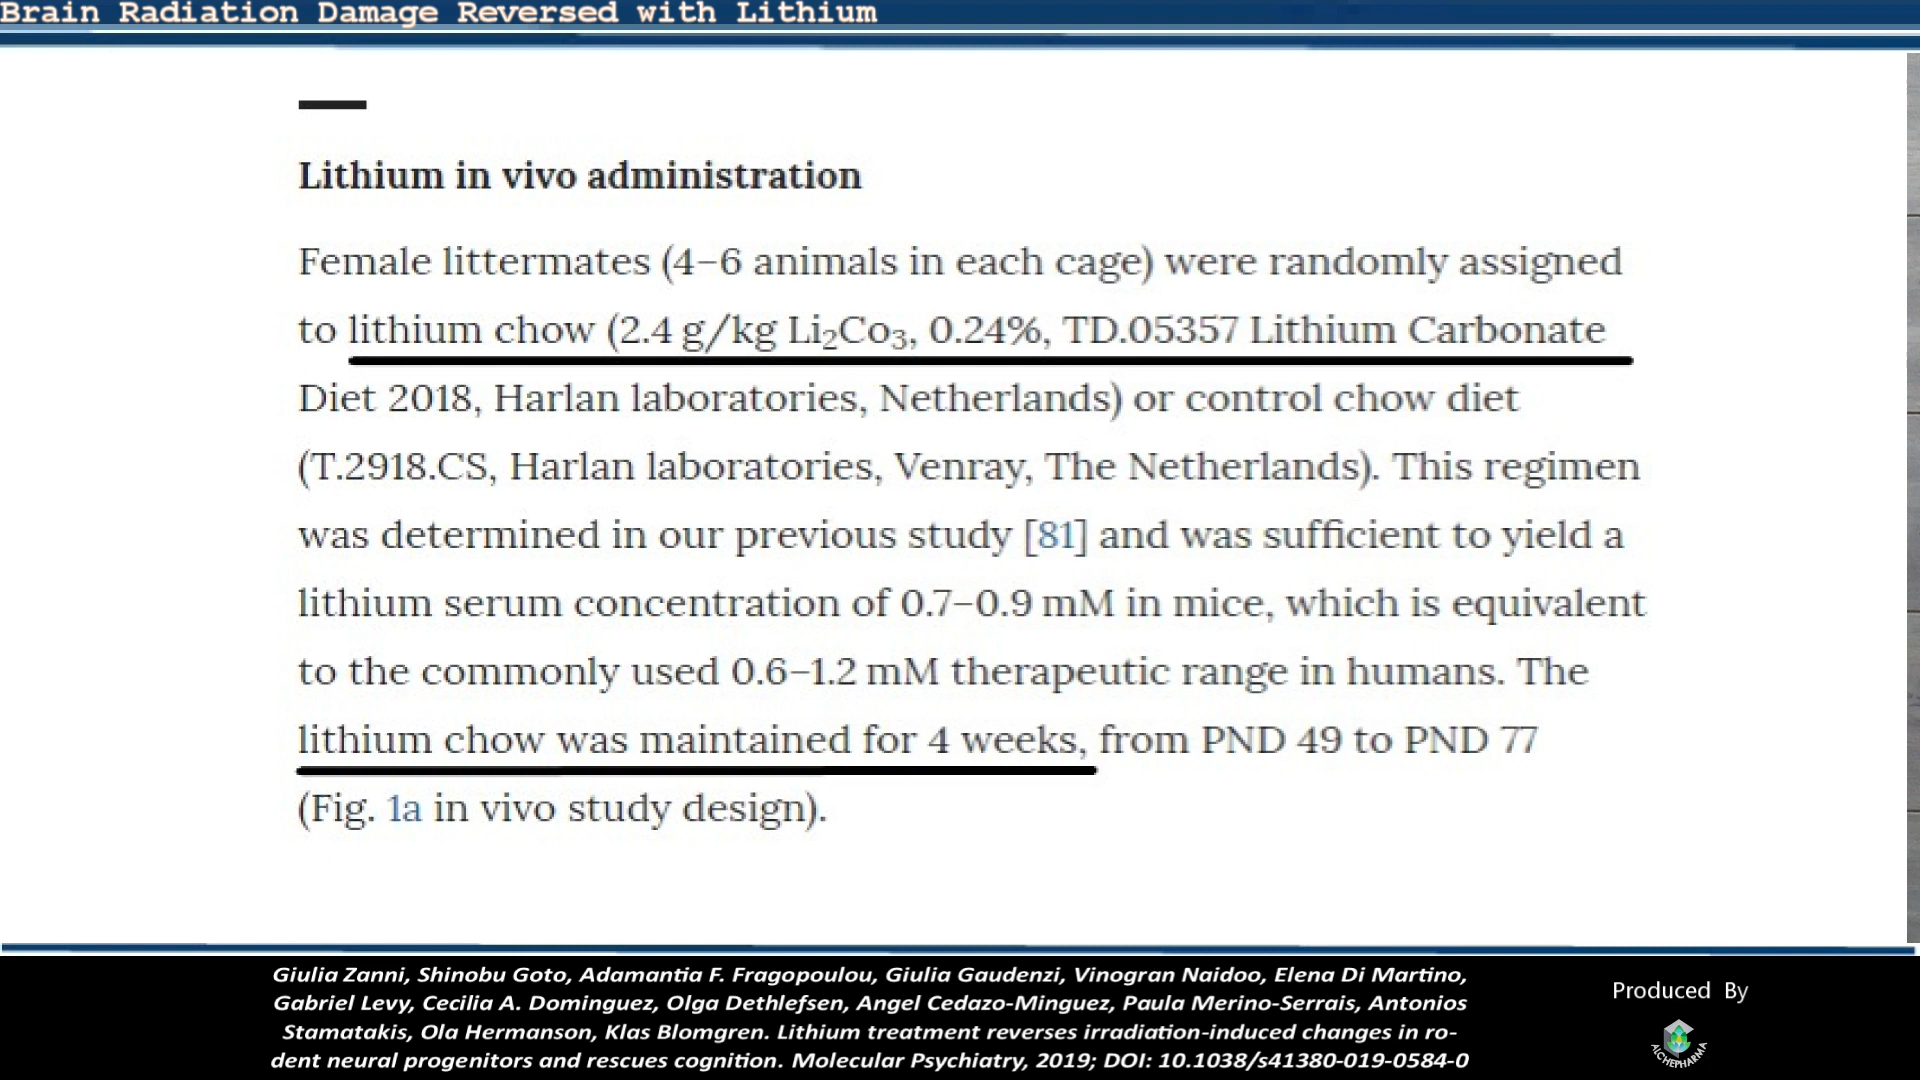 Brain Radiation Damage Reversed with Lithium
Lithium in vivo administration
Female littermates (4–6 animals in each cage) were randomly assigned
to lithium chow (2.4 g/kg Li₂Co₃, 0.24%, TD.05357 Lithium Carbonate
Diet 2018, Harlan laboratories, Netherlands) or control chow diet
(T.2918.CS, Harlan laboratories, Venray, The Netherlands). This regimen
was determined in our previous study [81] and was sufficient to yield a
lithium serum concentration of 0.7–0.9 mM in mice, which is equivalent
to the commonly used 0.6–1.2 mM therapeutic range in humans. The
lithium chow was maintained for 4 weeks, from PND 49 to PND 77
(Fig. 1a in vivo study design).
Giulia Zanni, Shinobu Goto, Adamantia F. Fragopoulou, Giulia Gaudenzi, Vinogran Naidoo, Elena Di Martino,
Gabriel Levy, Cecilia A. Dominguez, Olga Dethlefsen, Angel Cedazo-Minguez, Paula Merino-Serrais, Antonios
Stamatakis, Ola Hermanson, Klas Blomgren. Lithium treatment reverses irradiation-induced changes in ro-
dent neural progenitors and rescues cognition. Molecular Psychiatry, 2019; DOI: 10.1038/s41380-019-0584-0
Produced By
ALCHEPHARMA